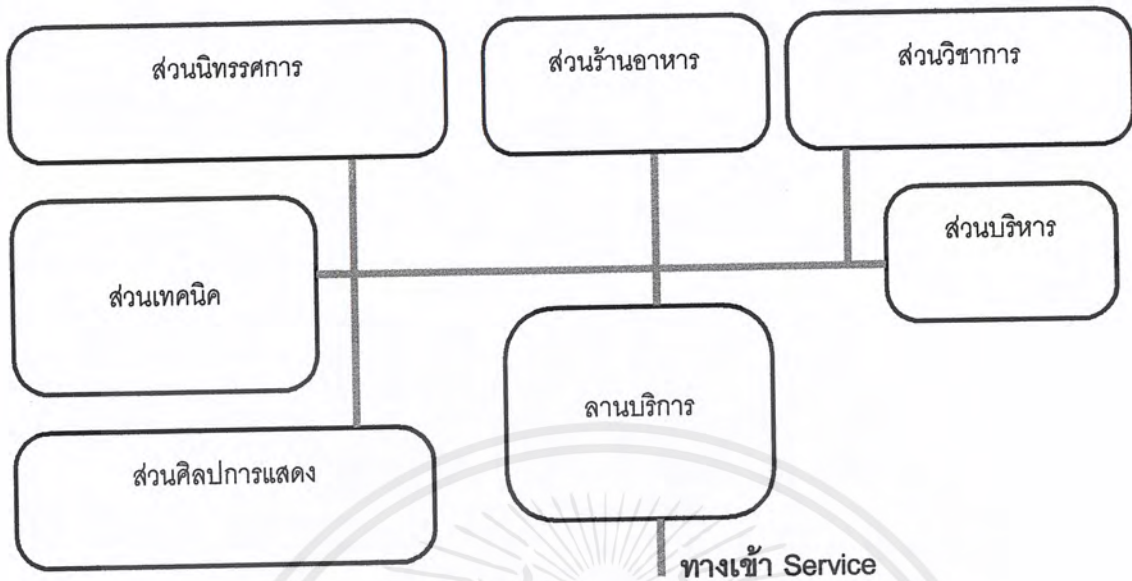 ส่วนนิทรรศการ
ส่วนร้านอาหาร
ส่วนวิชาการ
ส่วนบริหาร
ส่วนเทคนิค
ลานบริการ
ส่วนศิลปการแสดง
ทางเข้า Service